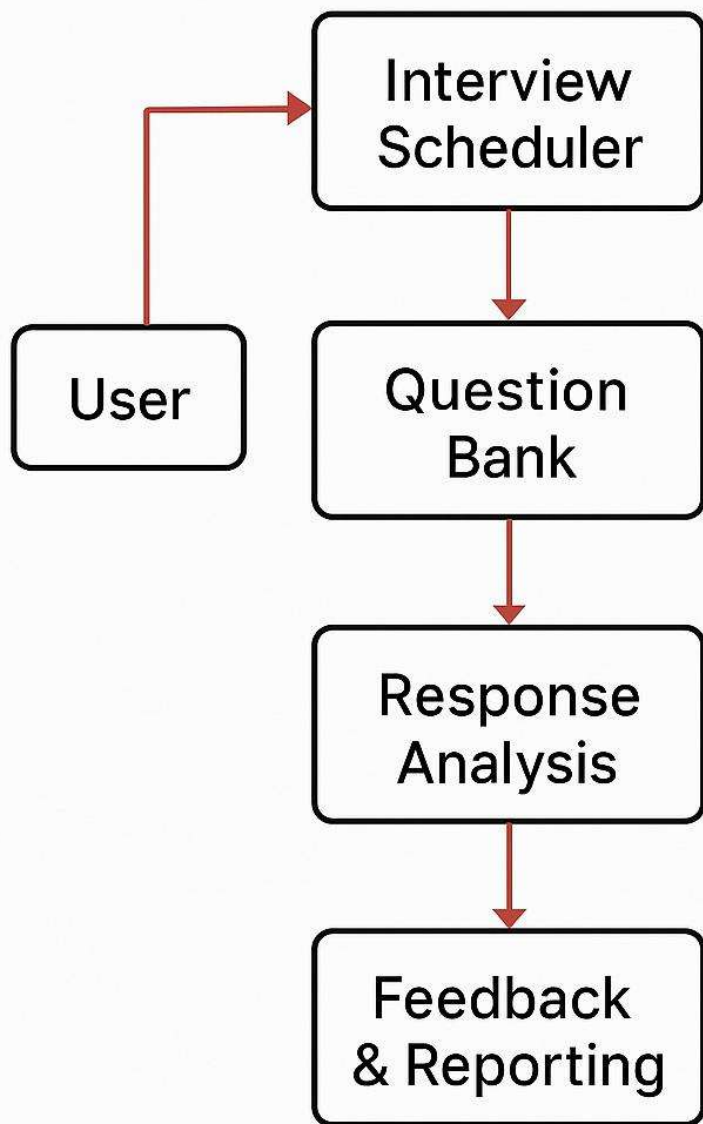 Interview
Scheduler
User
Question
Bank
Response
Analysis
Feedback
& Reporting